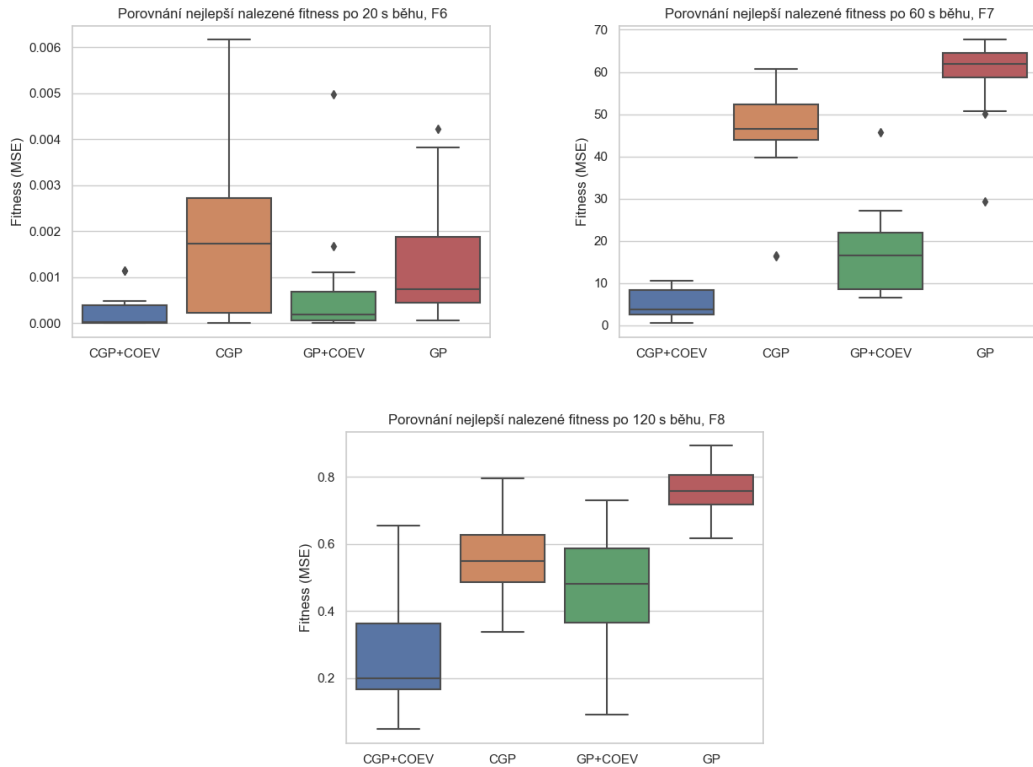 Porovnání nejlepší nalezené fitness po 20 s běhu, F6
Fitness (MSE)
0.006
0.005
0.004
0.003
0.002
0.001
0.000
CGP+COEV CGP GP+COEV GP
Porovnání nejlepší nalezené fitness po 60 s běhu, F7
Fitness (MSE)
70
60
50
40
30
20
10
0
CGP+COEV CGP GP+COEV GP
Porovnání nejlepší nalezené fitness po 120 s běhu, F8
Fitness (MSE)
0.8
0.6
0.4
0.2
CGP+COEV CGP GP+COEV GP